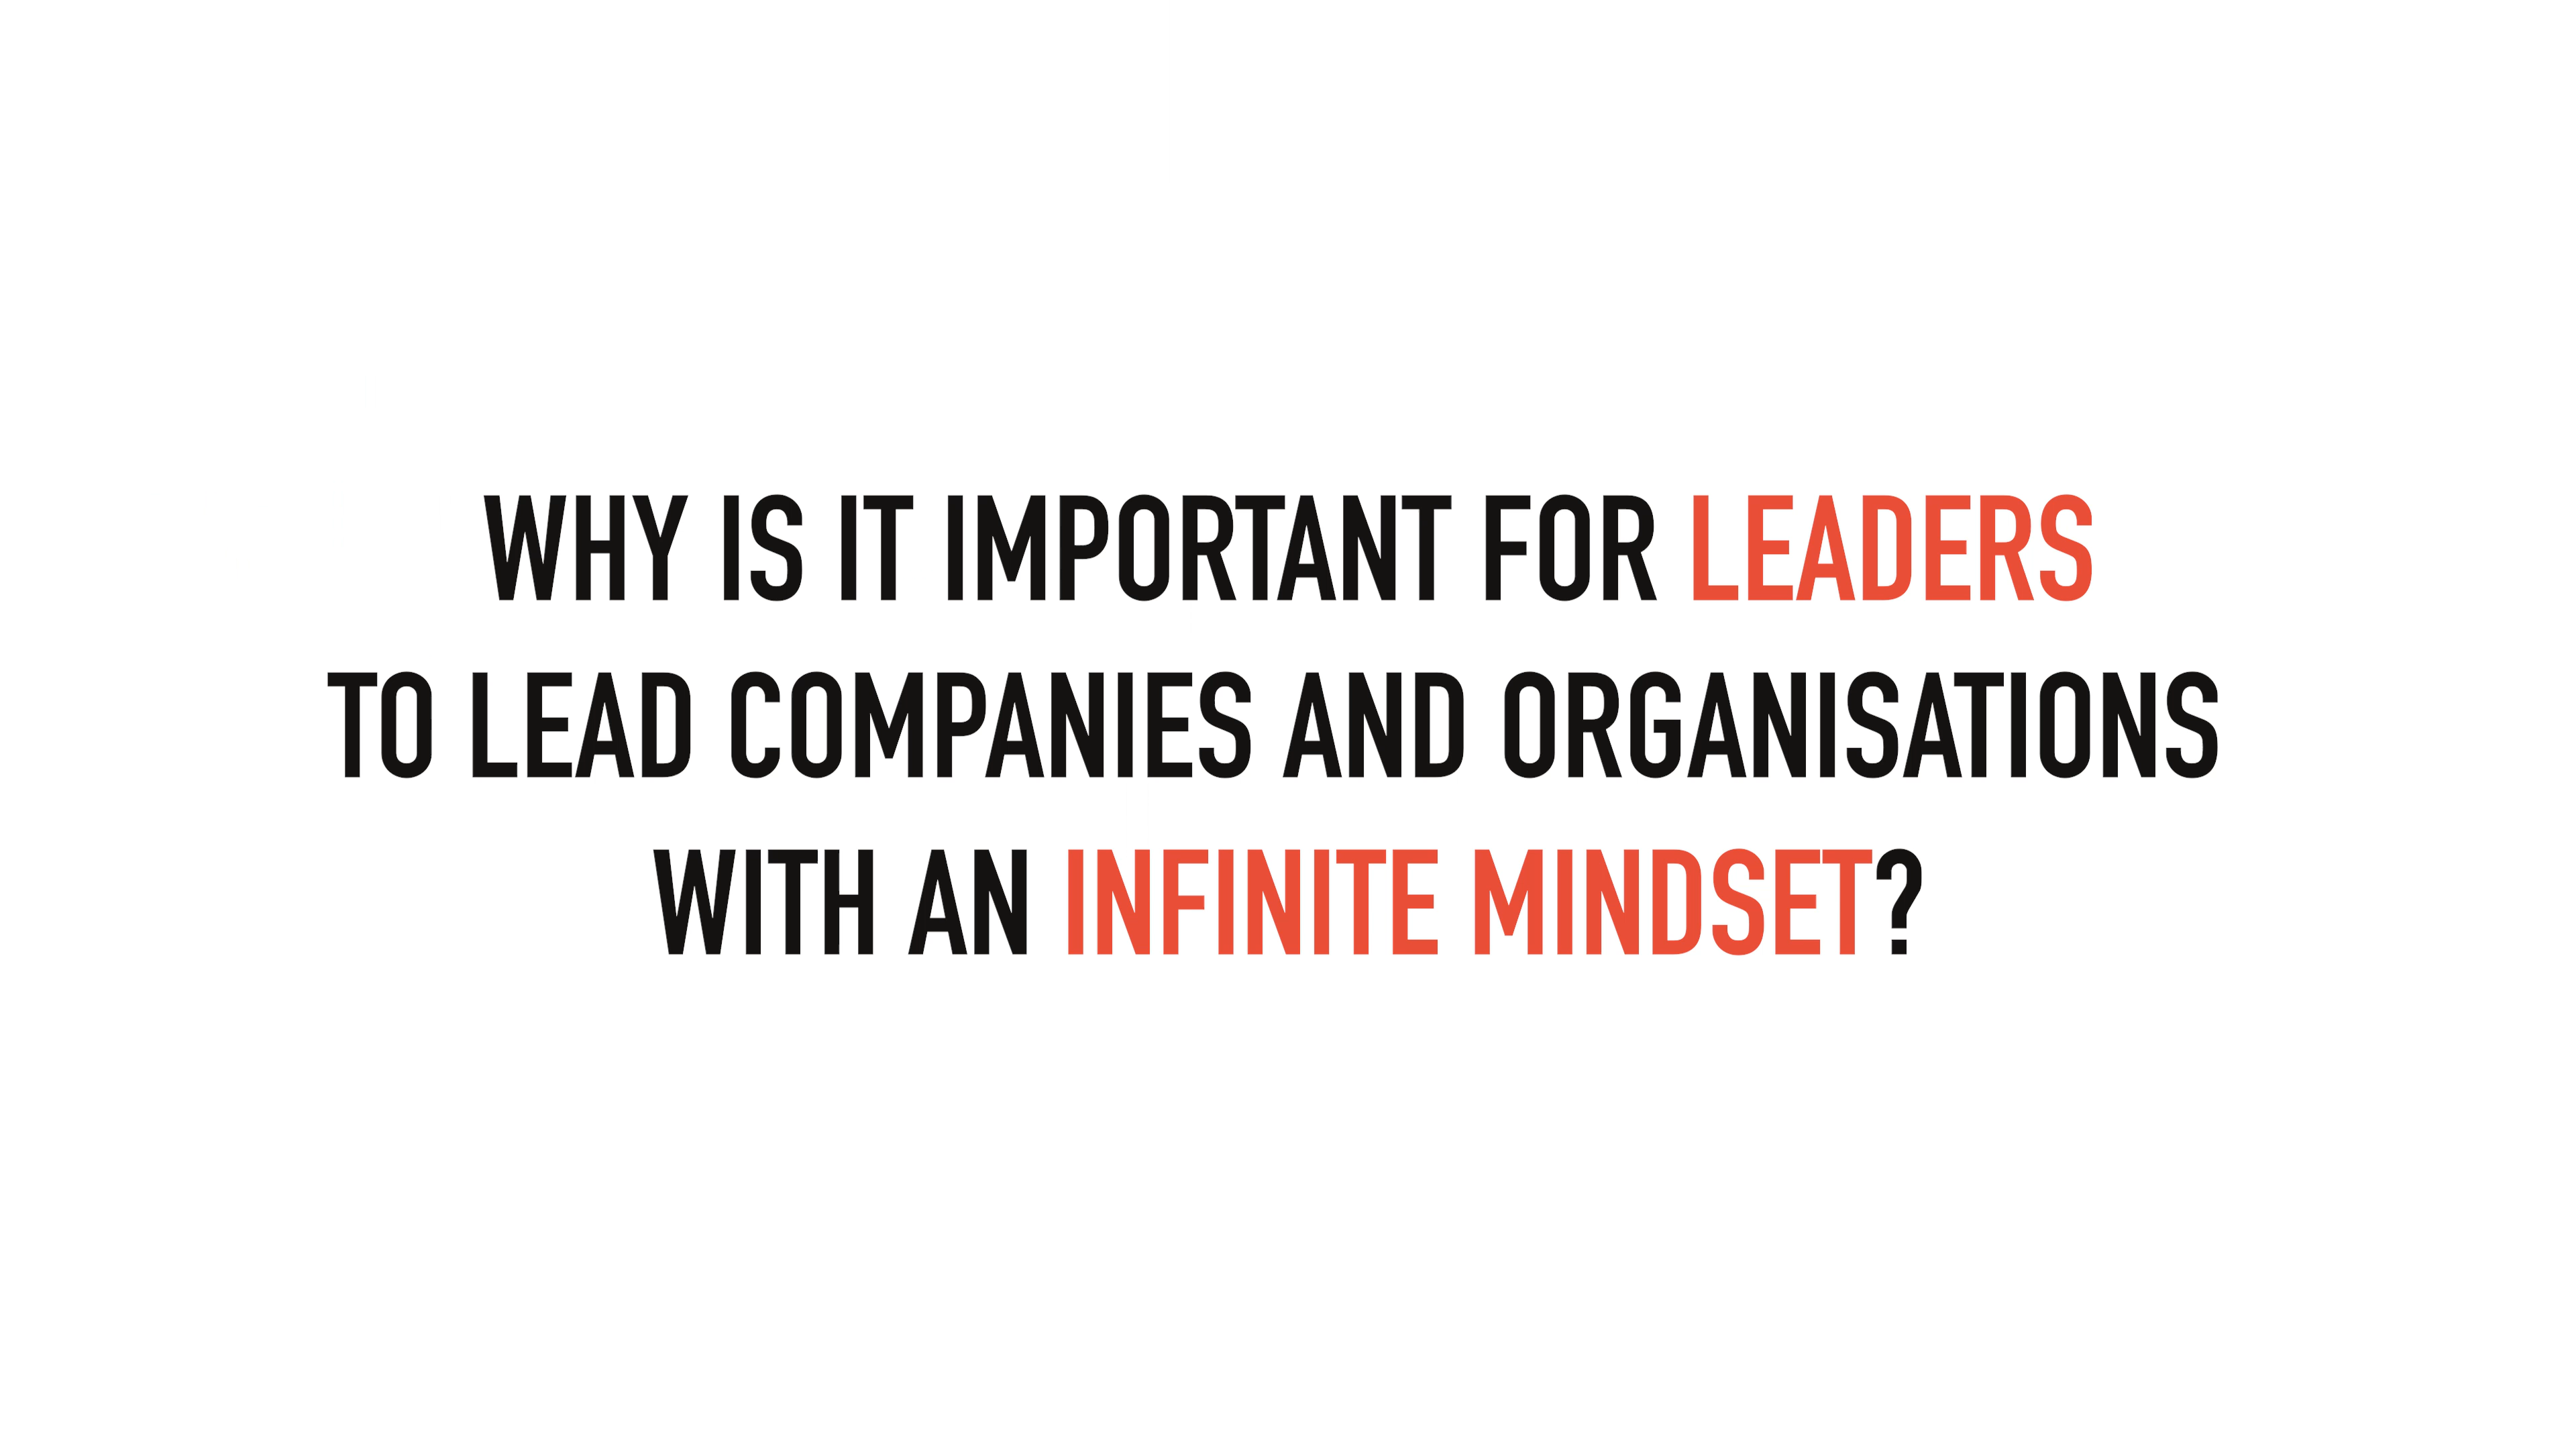 WHY IS IT IMPORTANT FOR LEADERS
TO LEAD COMPANIES AND ORGANISATIONS
WITH AN INFINITE MINDSET?